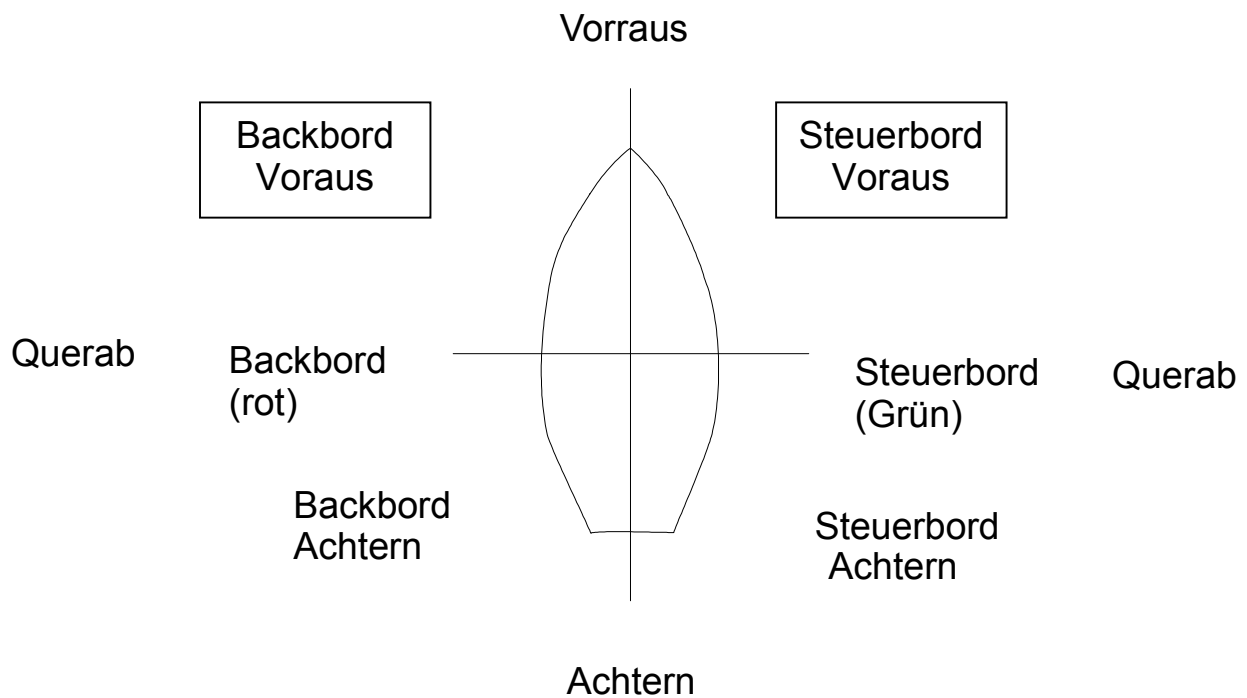 Vorraus
Backbord
Voraus
Steuerbord
Voraus
Querab
Backbord
(rot)
Steuerbord
(Grün)
Querab
Backbord
Achtern
Steuerbord
Achtern
Achtern